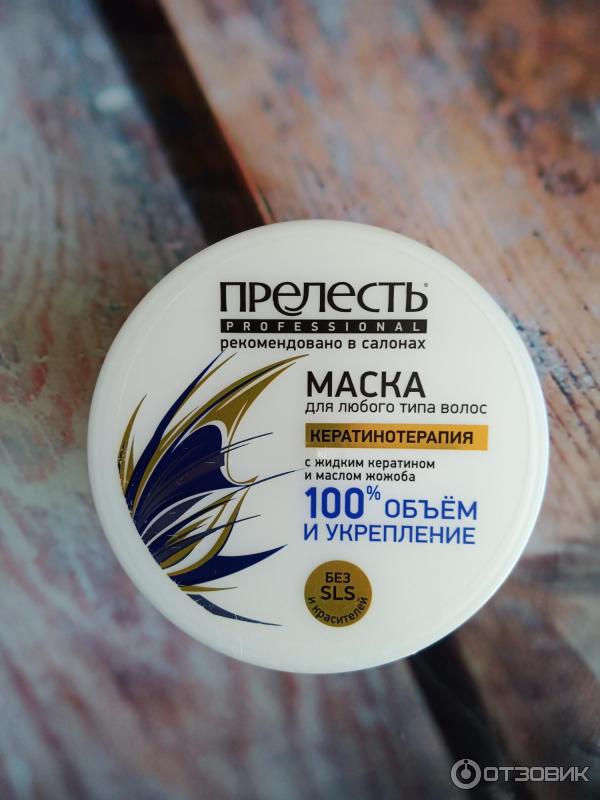 ПРЕЛЕСТЬ®
PROFESSIONAL
рекомендовано в салонах
МАСКА
для любого типа волос
КЕРАТИНОТЕРАПИЯ
с жидким кератином
и маслом жожоба
100% ОБЪЁМ
И УКРЕПЛЕНИЕ
БЕЗ
SLS
и красителей
ОТЗОВИК